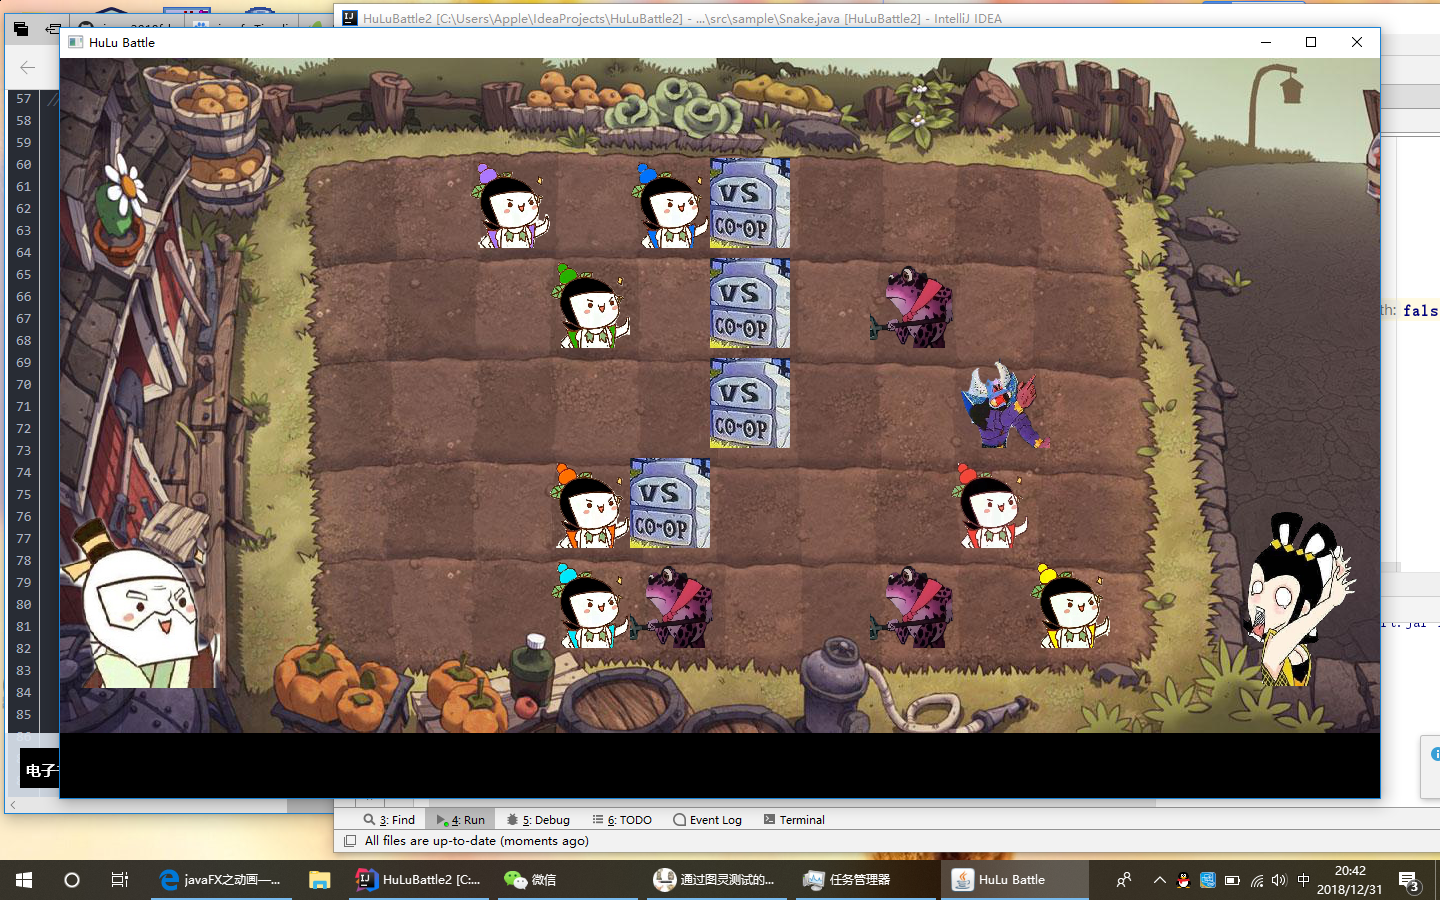 HuLuBattle2 [C:\Users\Apple\IdeaProjects\HuLuBattle2] - ...\src\sample\Snake.java [HuLuBattle2] - IntelliJ IDEA
HuLu Battle
57 //
58
59
60
61
62
63
64
65
66
67
68
69
70
71
72
73
74
75
76
77
78
79
80
81
82
83
84
85
86
VS
CO-OP
VS
CO-OP
VS
CO-OP
VS
CO-OP
th: fals
电子
3: Find
4: Run
5: Debug
6: TODO
Event Log
Terminal
All files are up-to-date (moments ago)
javaFX之动画—...
HuLuBattle2 [C:...
微信
通过图灵测试的...
任务管理器
HuLu Battle
中
20:42
2018/12/31
3